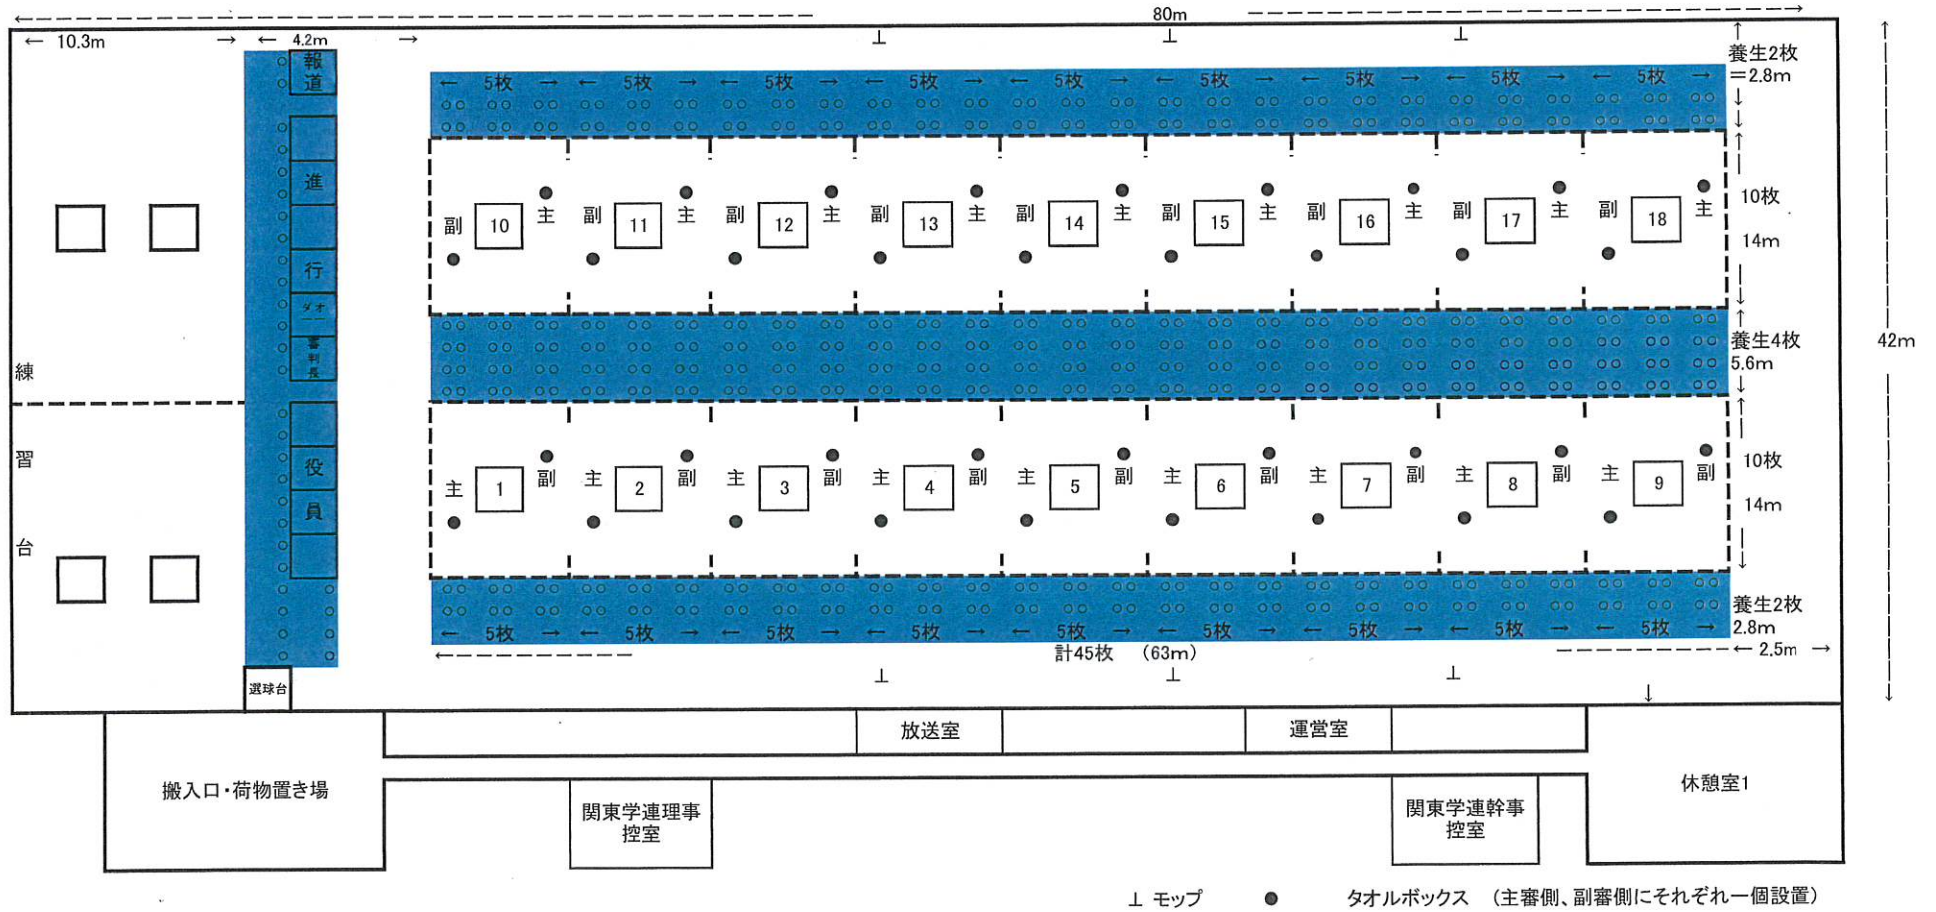 80m
← 10.3m → ← 4.2m →
報道
進
行
ダオ
審判長
役
員
← 5枚 → ← 5枚 → ← 5枚 → ← 5枚 → ← 5枚 → ← 5枚 → ← 5枚 → ← 5枚 → ← 5枚 →
養生2枚
=2.8m
副 10 主 副 11 主 副 12 主 副 13 主 副 14 主 副 15 主 副 16 主 副 17 主 副 18 主
10枚
14m
養生4枚
5.6m
42m
練
習
台
主 1 副 主 2 副 主 3 副 主 4 副 主 5 副 主 6 副 主 7 副 主 8 副 主 9 副
10枚
14m
← 5枚 → ← 5枚 → ← 5枚 → ← 5枚 → ← 5枚 → ← 5枚 → ← 5枚 → ← 5枚 → ← 5枚 →
養生2枚
2.8m
計45枚 (63m)
← 2.5m →
選球台
放送室
運営室
搬入口・荷物置き場
関東学連理事
控室
関東学連幹事
控室
休憩室1
⊥ モップ ● タオルボックス (主審側、副審側にそれぞれ一個設置)